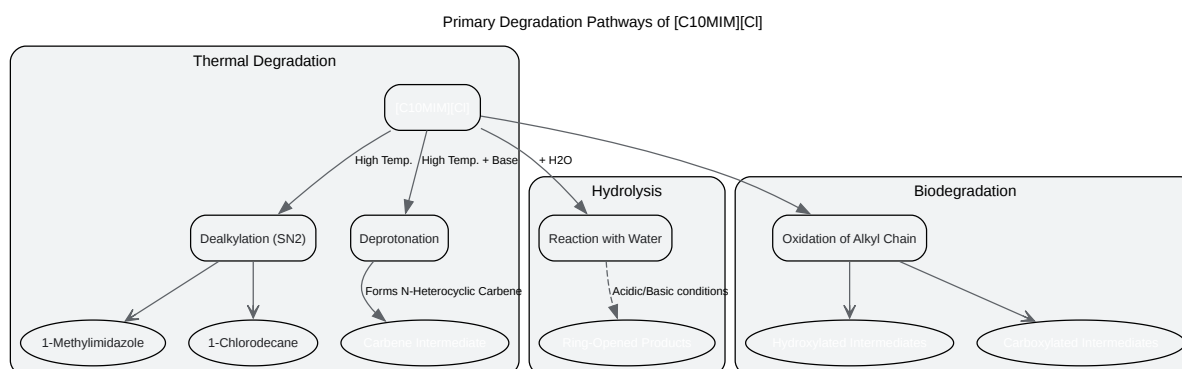 Primary Degradation Pathways of [C10MIM][Cl]
Thermal Degradation
[C10MIM][Cl]
High Temp.
High Temp. + Base
+ H2O
Hydrolysis
Biodegradation
Dealkylation (SN2)
Deprotonation
Reaction with Water
Oxidation of Alkyl Chain
Forms N-Heterocyclic Carbene
Acidic/Basic conditions
1-Methylimidazole
1-Chlorodecane
Carbene Intermediate
Ring-Opened Products
Hydroxylated Intermediates
Carboxylated Intermediates